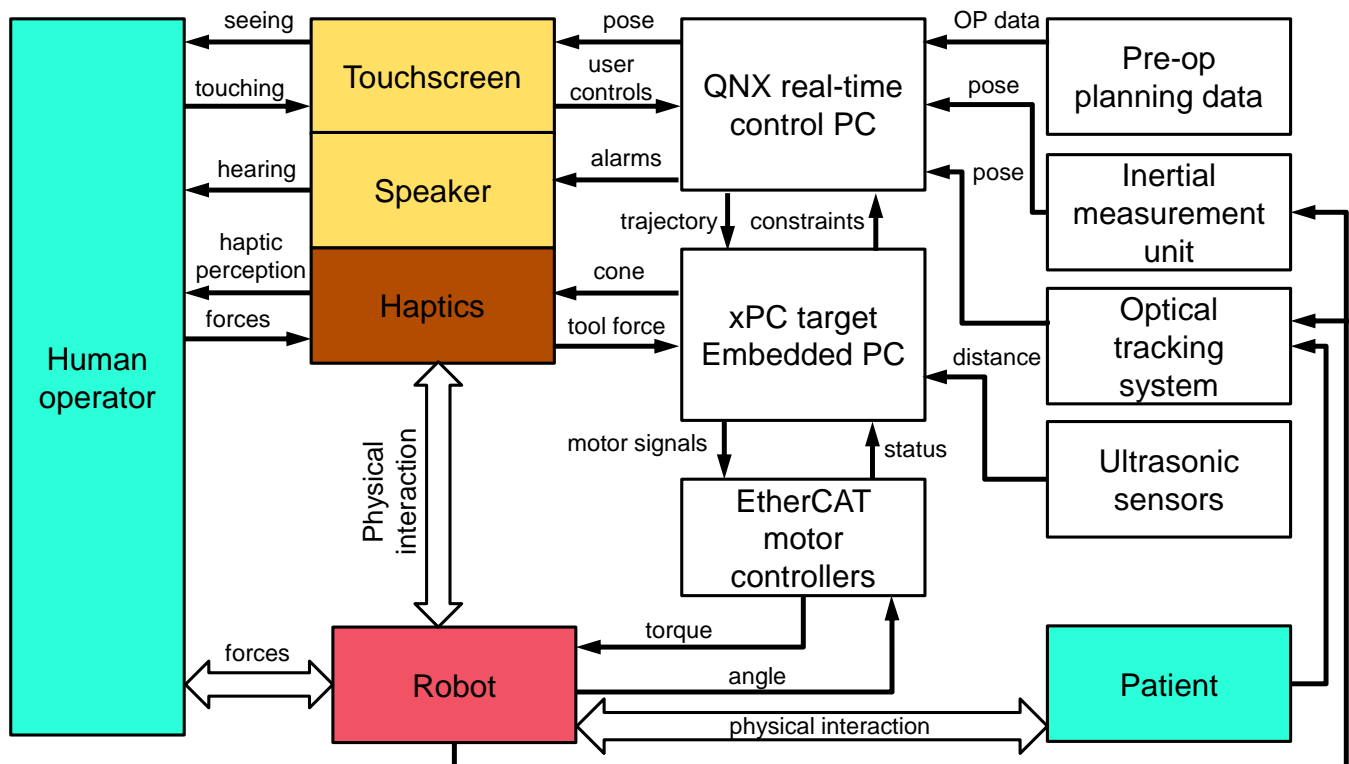 seeing
pose
OP data
Touchscreen
QNX real-time
control PC
Pre-op
planning data
touching
user
controls
pose
hearing
Speaker
alarms
pose
Inertial
measurement
unit
trajectory
constraints
haptic
perception
Haptics
cone
xPC target
Embedded PC
Optical
tracking
system
forces
tool force
distance
Human
operator
motor signals
status
Ultrasonic
sensors
Physical
interaction
EtherCAT
motor
controllers
torque
forces
Robot
angle
Patient
physical interaction